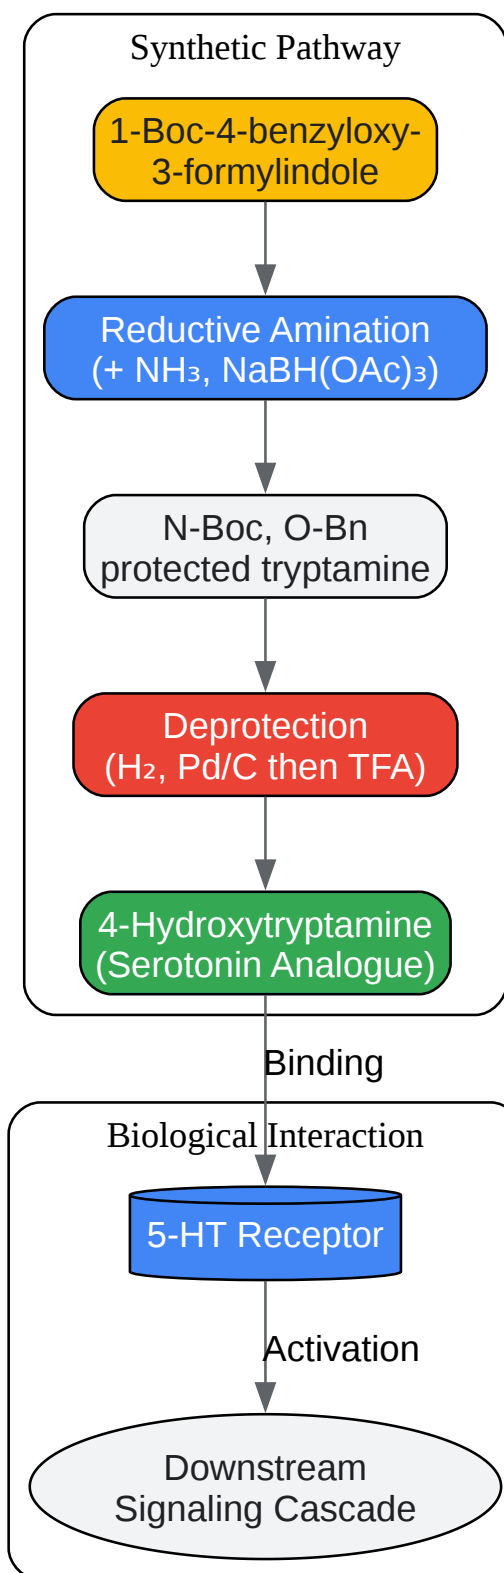 Synthetic Pathway
1-Boc-4-benzyloxy-
3-formylindole
Reductive Amination
(+ NH₃, NaBH(OAc)₃)
N-Boc, O-Bn
protected tryptamine
Deprotection
(H₂, Pd/C then TFA)
4-Hydroxytryptamine
(Serotonin Analogue)
Binding
Biological Interaction
5-HT Receptor
Activation
Downstream
Signaling Cascade